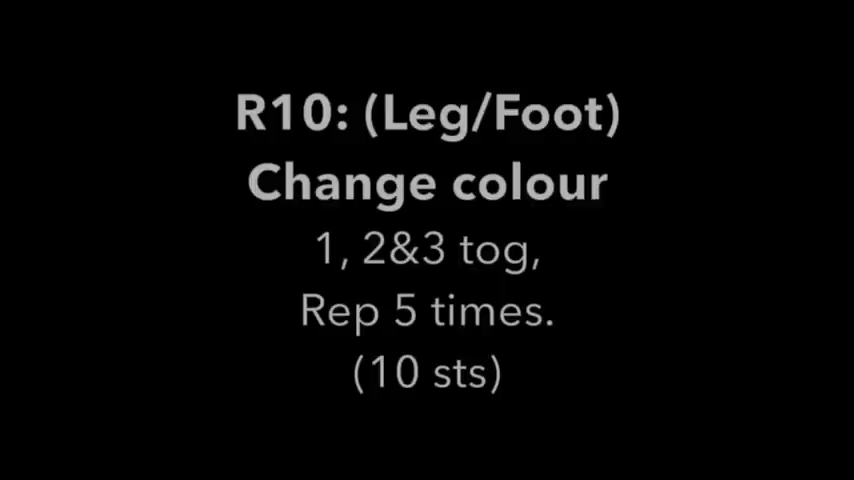 R10: (Leg/Foot)
Change colour
1, 2&3 tog,
Rep 5 times.
(10 sts)